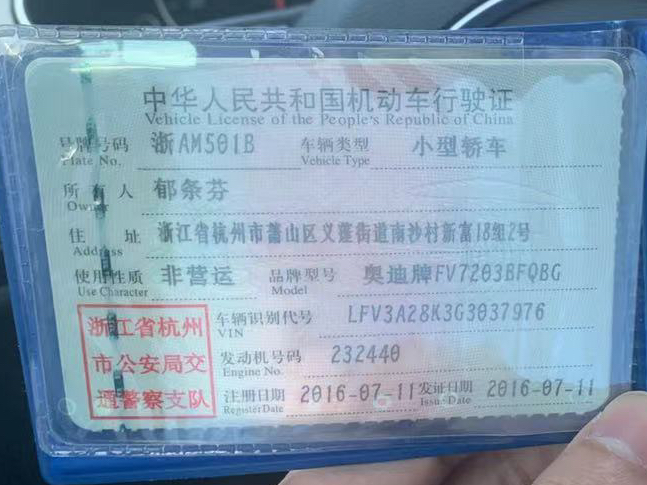 中华人民共和国机动车行驶证
Vehicle License of the People's Republic of China
号牌号码 浙AM501B 车辆类型 小型轿车
Plate No. Vehicle Type
所有人 郁条芬
Owner
住址 浙江省杭州市萧山区义蓬街道南沙村新富18组2号
Address
使用性质 非营运 品牌型号 奥迪牌FV7203BFQBG
Use Character Model
浙江省杭州
市公安局交
通警察支队
车辆识别代号 LFV3A28K3G3037976
VIN
发动机号码 232440
Engine No.
注册日期 2016-07-11 发证日期 2016-07-11
Register Date Issue Date